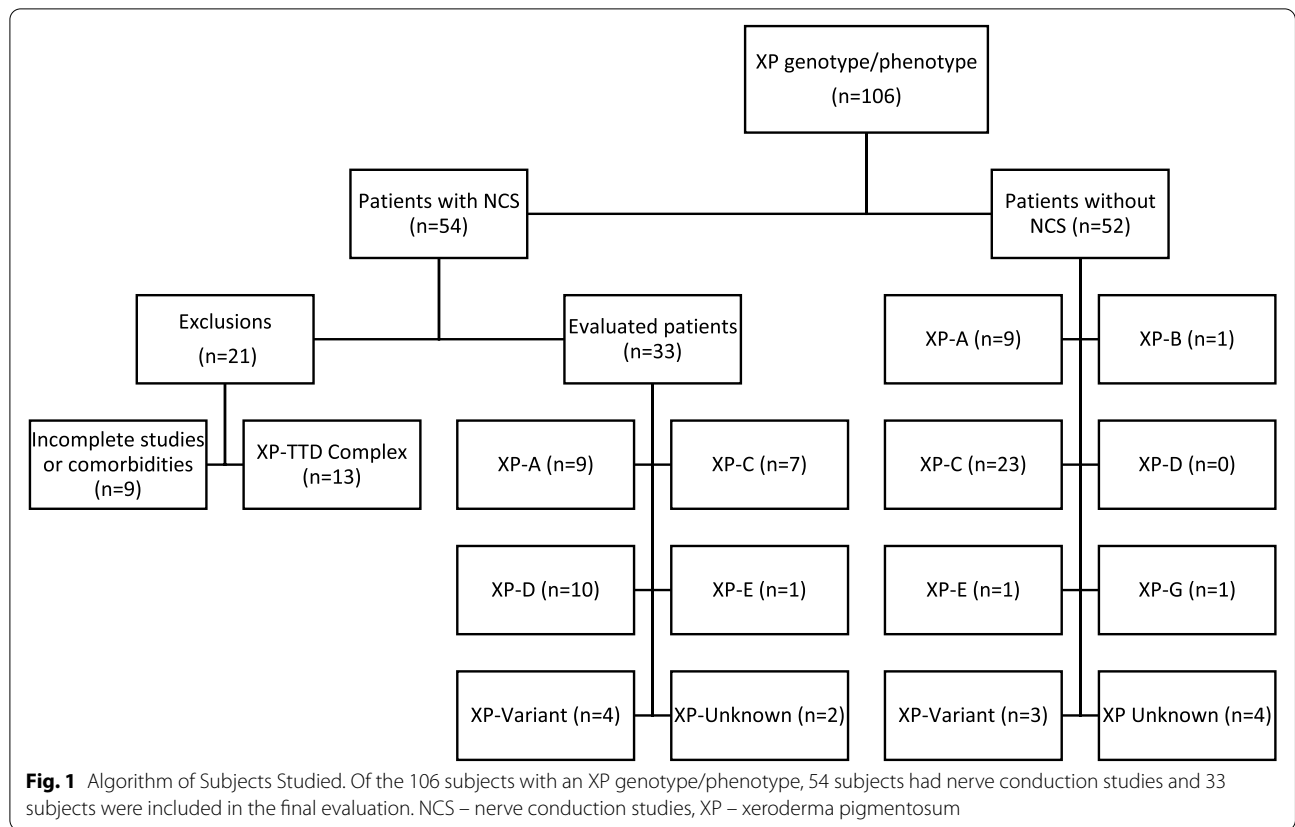 XP genotype/phenotype
(n=106)
Patients with NCS
(n=54)
Patients without
NCS (n=52)
Exclusions
(n=21)
Evaluated patients
(n=33)
Incomplete studies
or comorbidities
(n=9)
XP-TTD Complex
(n=13)
XP-A (n=9)
XP-C (n=7)
XP-D (n=10)
XP-E (n=1)
XP-Variant (n=4)
XP-Unknown (n=2)
XP-A (n=9)
XP-B (n=1)
XP-C (n=23)
XP-D (n=0)
XP-E (n=1)
XP-G (n=1)
XP-Variant (n=3)
XP Unknown (n=4)
Fig. 1 Algorithm of Subjects Studied. Of the 106 subjects with an XP genotype/phenotype, 54 subjects had nerve conduction studies and 33
subjects were included in the final evaluation. NCS – nerve conduction studies, XP – xeroderma pigmentosum